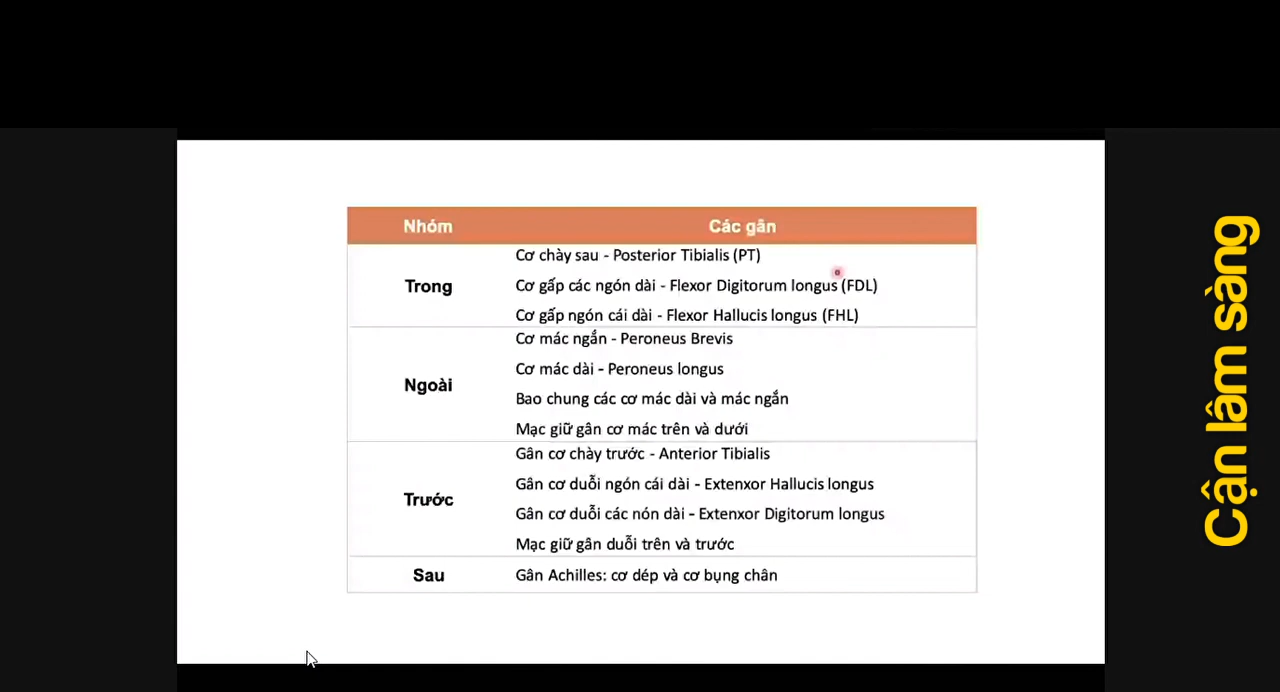 Nhóm Các gân
Trong
Cơ chày sau - Posterior Tibialis (PT)
Cơ gấp các ngón dài - Flexor Digitorum longus (FDL)
Cơ gấp ngón cái dài - Flexor Hallucis longus (FHL)
Ngoài
Cơ mác ngắn - Peroneus Brevis
Cơ mác dài - Peroneus longus
Bao chung các cơ mác dài và mác ngắn
Mạc giữ gân cơ mác trên và dưới
Trước
Gân cơ chày trước - Anterior Tibialis
Gân cơ duỗi ngón cái dài - Extenxor Hallucis longus
Gân cơ duỗi các nón dài - Extenxor Digitorum longus
Mạc giữ gân duỗi trên và trước
Sau
Gân Achilles: cơ dép và cơ bụng chân
Cận lâm sàng